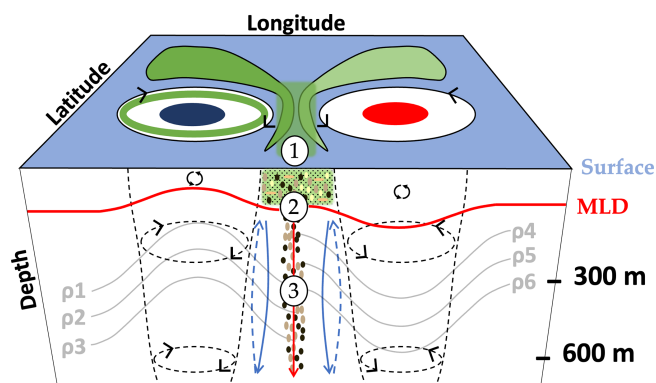 Longitude
Latitude
1
Surface
2
MLD
Depth
ρ1
ρ2
ρ3
3
ρ4
ρ5
ρ6
300 m
600 m